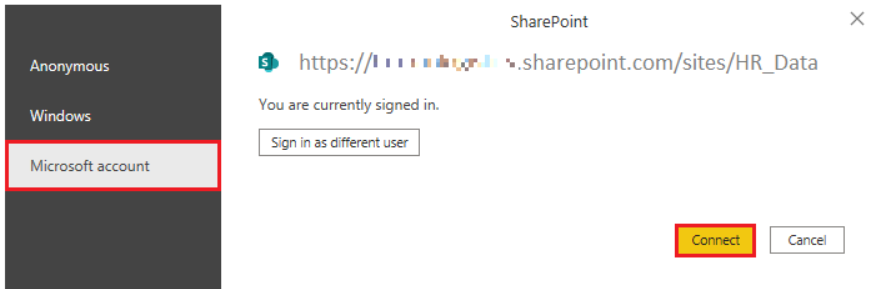 SharePoint
Anonymous
Windows
Microsoft account
https:// .sharepoint.com/sites/HR_Data
You are currently signed in.
Sign in as different user
Connect
Cancel